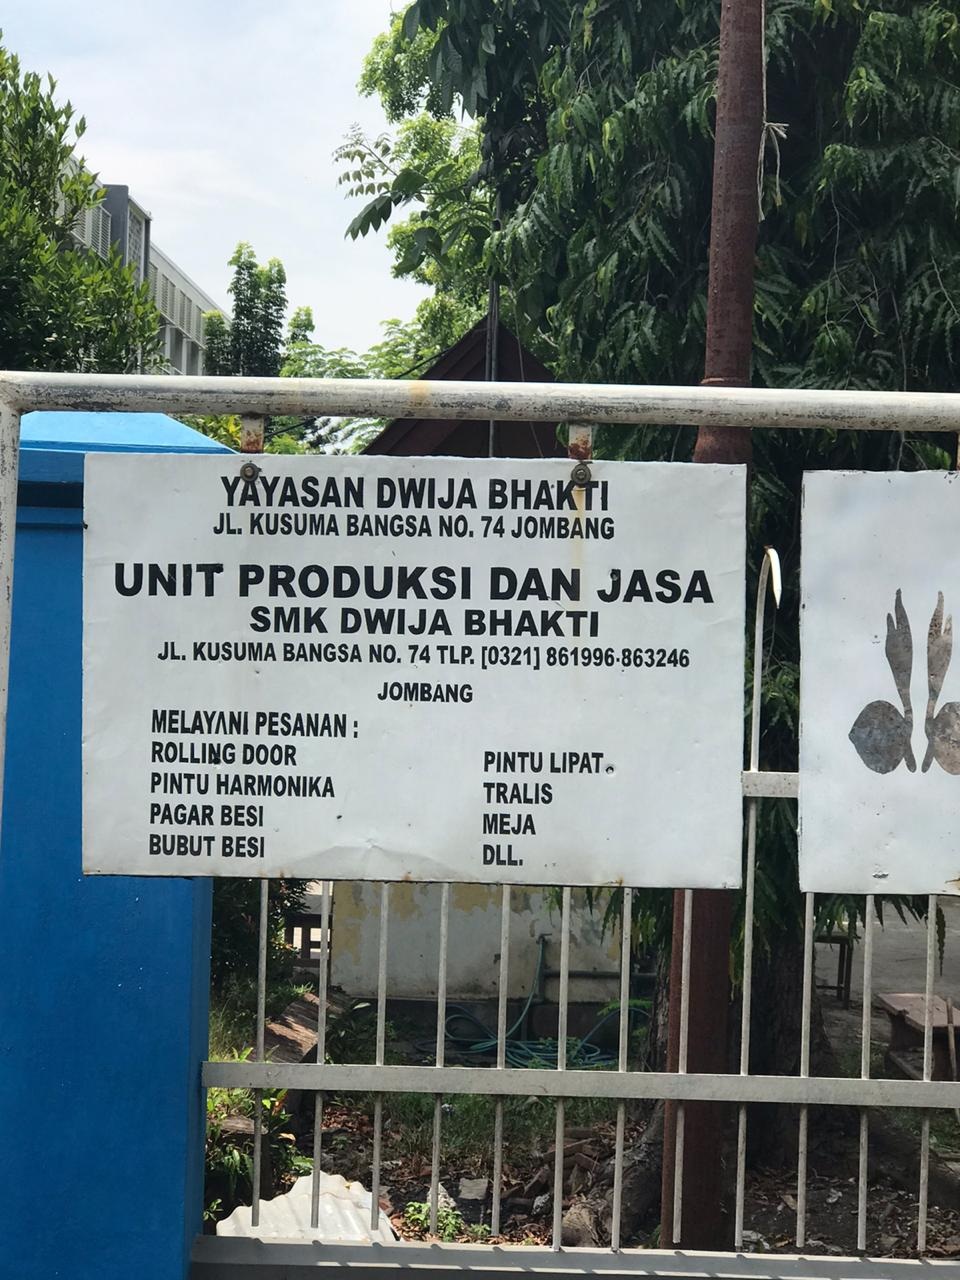 YAYASAN DWIJA BHAKTI
JL. KUSUMA BANGSA NO. 74 JOMBANG
UNIT PRODUKSI DAN JASA
SMK DWIJA BHAKTI
JL. KUSUMA BANGSA NO. 74 TLP. [0321] 861996-863246
JOMBANG
MELAYANI PESANAN :
ROLLING DOOR
PINTU HARMONIKA
PAGAR BESI
BUBUT BESI
PINTU LIPAT
TRALIS
MEJA
DLL.